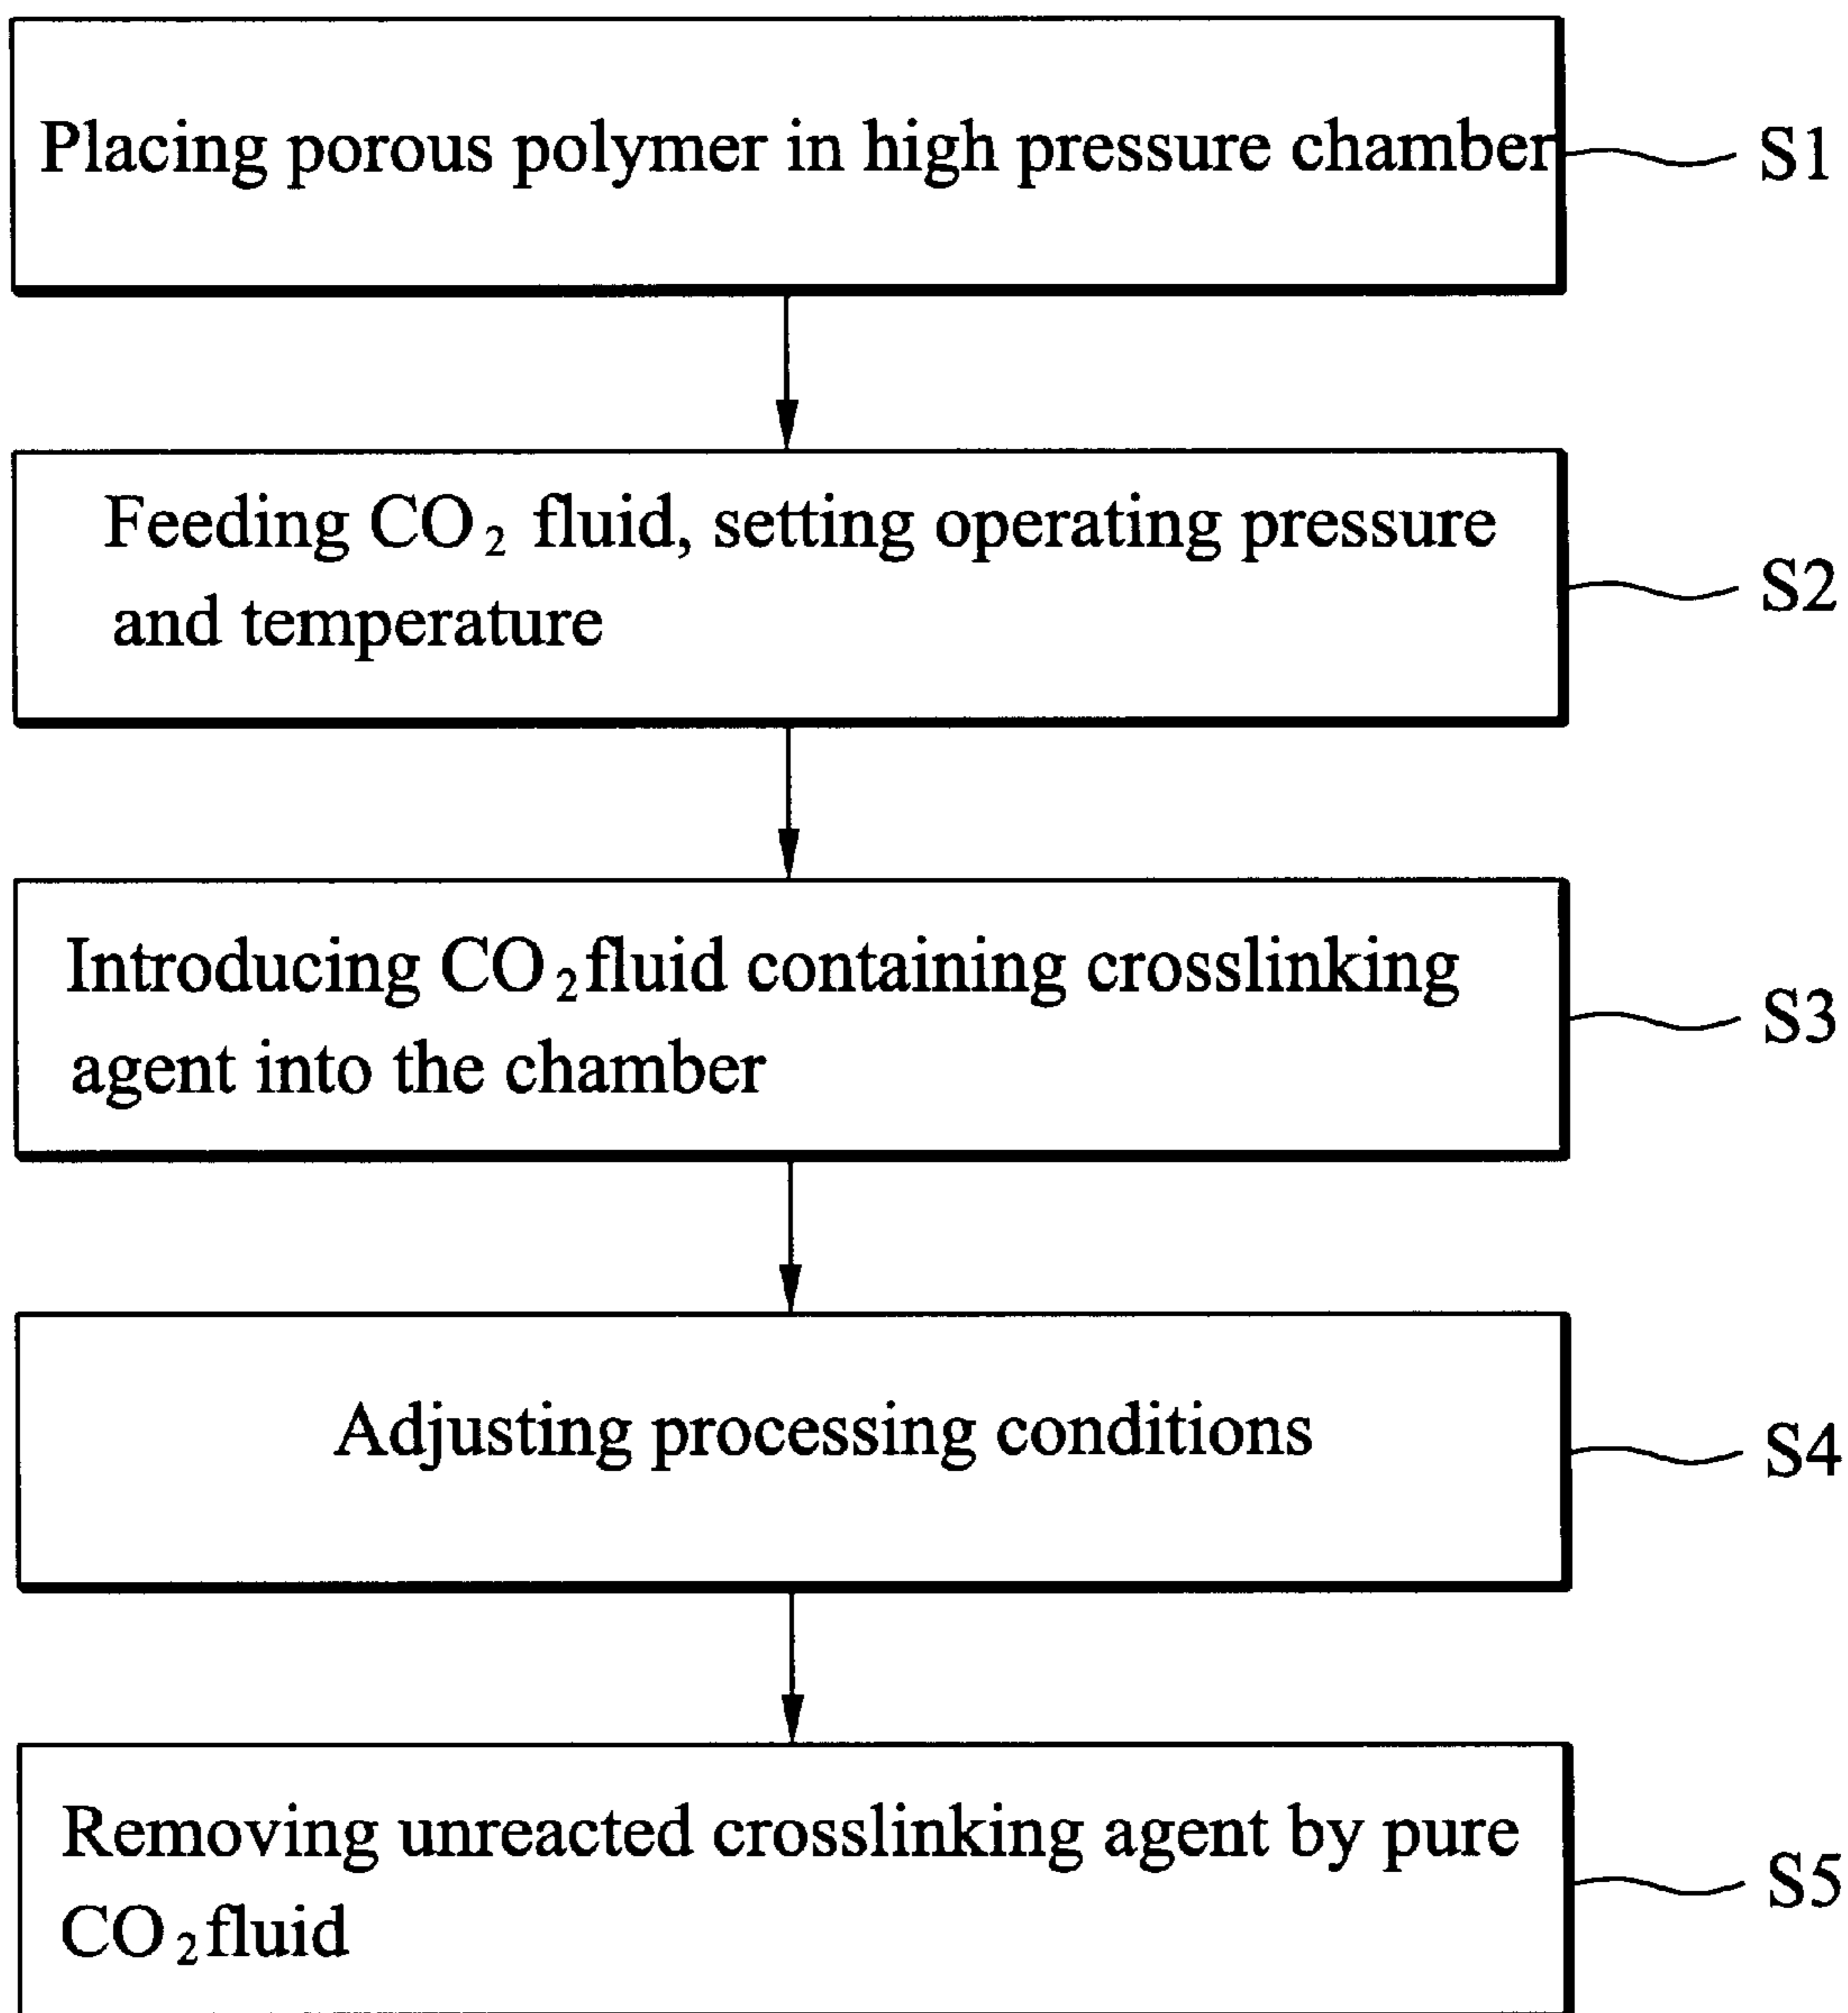 Placing porous polymer in high pressure chamber
S1
Feeding CO₂ fluid, setting operating pressure
and temperature
S2
Introducing CO₂ fluid containing crosslinking
agent into the chamber
S3
Adjusting processing conditions
S4
Removing unreacted crosslinking agent by pure
CO₂ fluid
S5